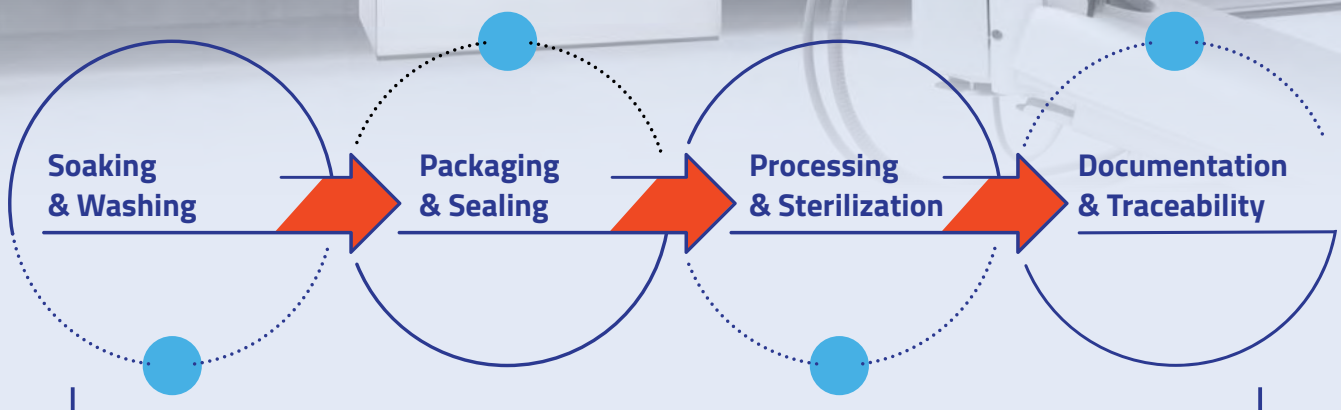 Soaking
& Washing
Packaging
& Sealing
Processing
& Sterilization
Documentation
& Traceability